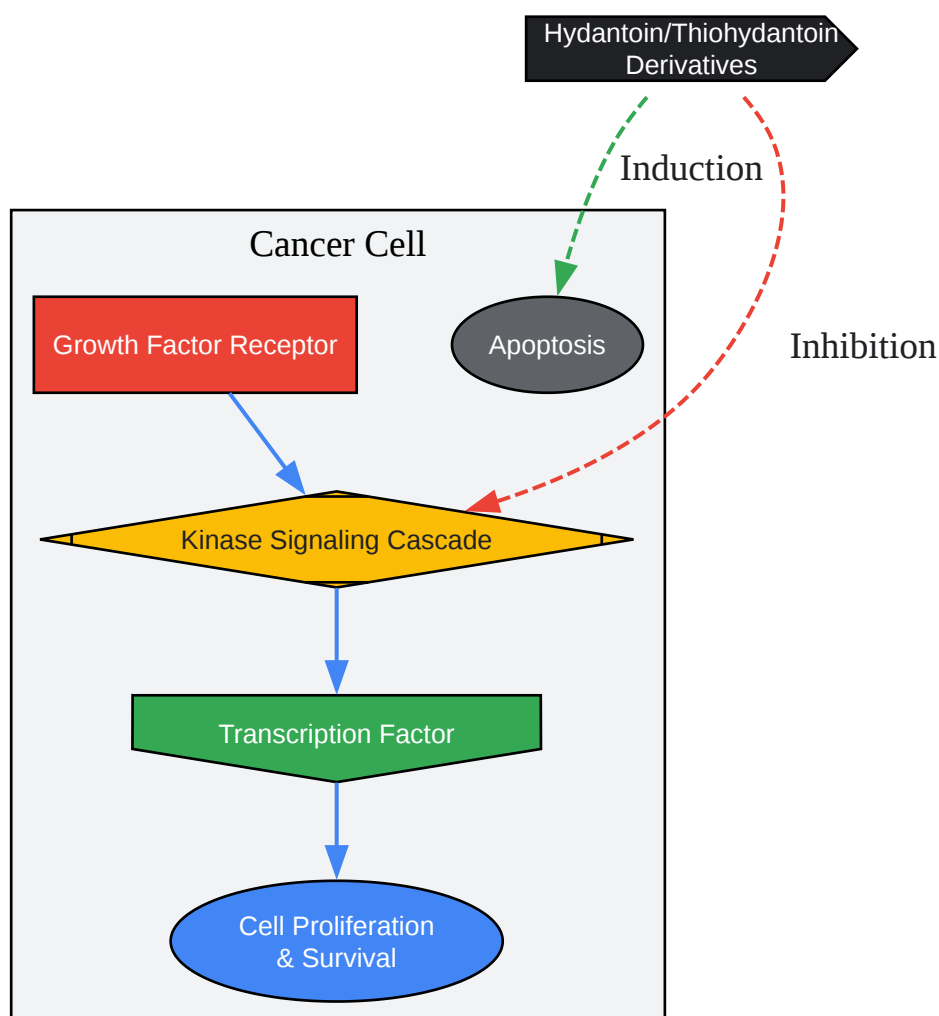 Hydantoin/Thiohydantoin
Derivatives
Induction
Cancer Cell
Growth Factor Receptor
Apoptosis
Inhibition
Kinase Signaling Cascade
Transcription Factor
Cell Proliferation
& Survival